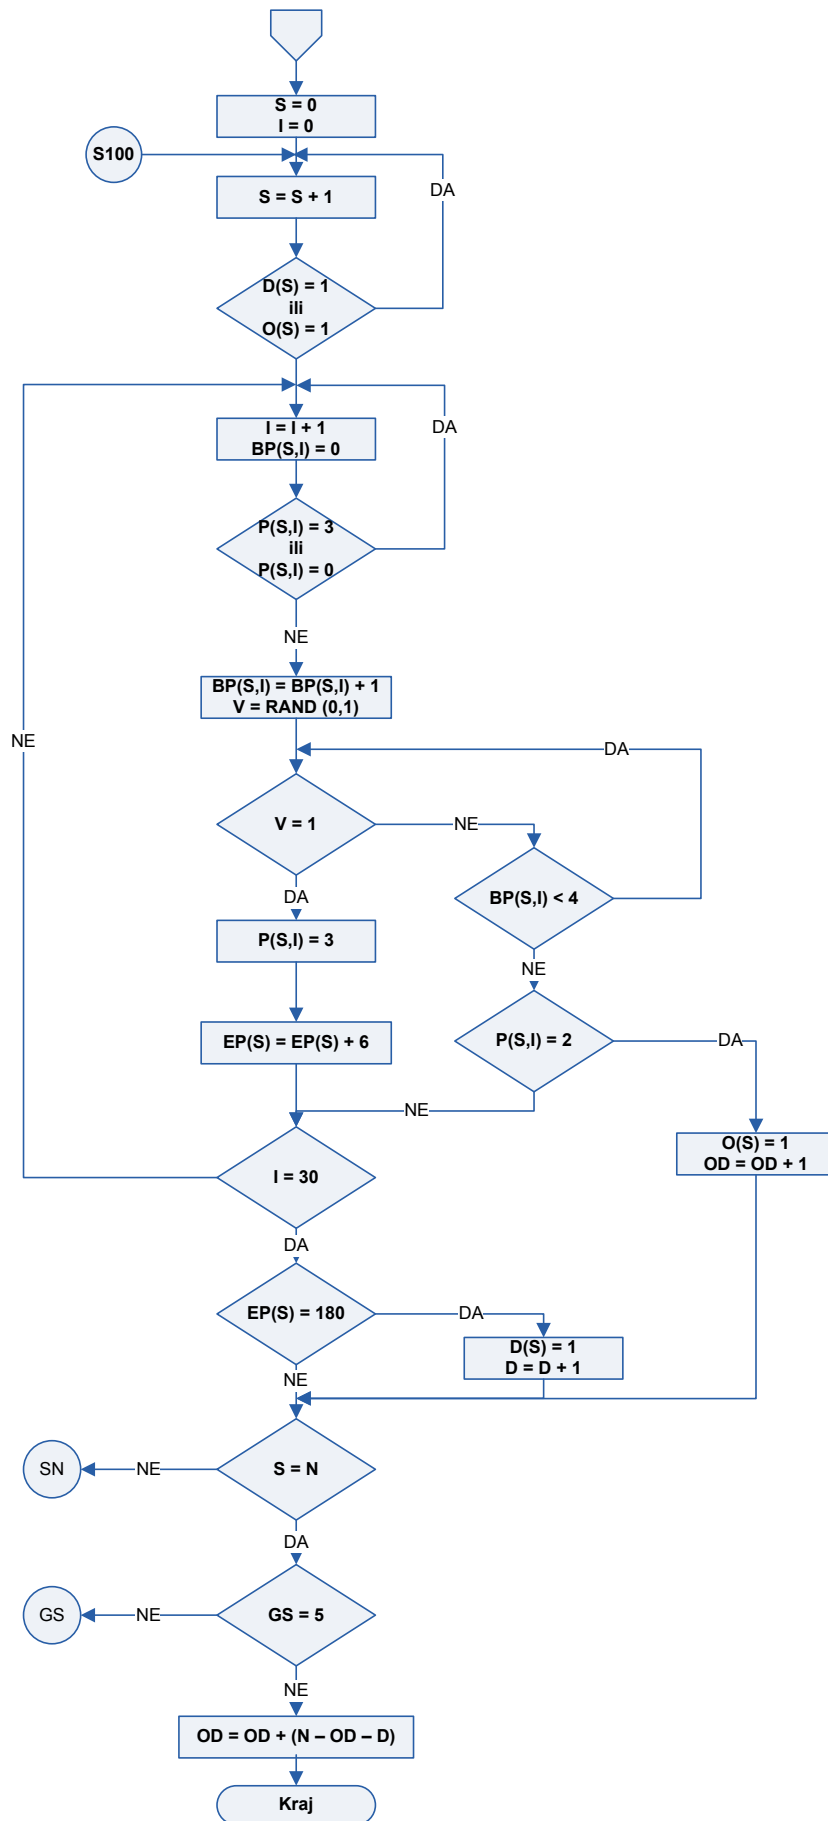 S = 0
I = 0
S100
DA
S = S + 1
D(S) = 1
ili
O(S) = 1
I = I + 1
BP(S,I) = 0
DA
P(S,I) = 3
ili
P(S,I) = 0
NE
BP(S,I) = BP(S,I) + 1
V = RAND (0,1)
NE
DA
V = 1
NE
DA
BP(S,I) < 4
P(S,I) = 3
NE
EP(S) = EP(S) + 6
P(S,I) = 2
DA
NE
O(S) = 1
OD = OD + 1
I = 30
DA
EP(S) = 180
DA
D(S) = 1
D = D + 1
NE
SN
NE
S = N
DA
GS
NE
GS = 5
NE
OD = OD + (N – OD – D)
Kraj